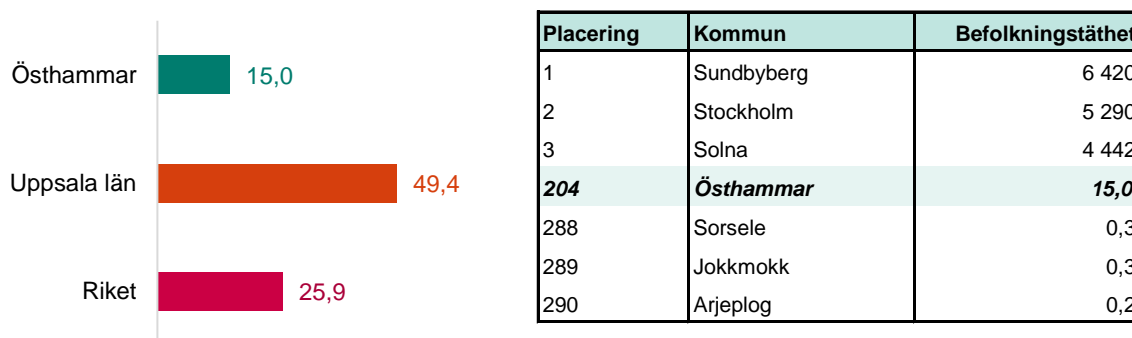 Östhammar 15,0
Uppsala län 49,4
Riket 25,9
Placering Kommun Befolkningstäthet
1 Sundbyberg 6 420
2 Stockholm 5 290
3 Solna 4 442
204 Östhammar 15,0
288 Sorsele 0,3
289 Jokkmokk 0,3
290 Arjeplog 0,2